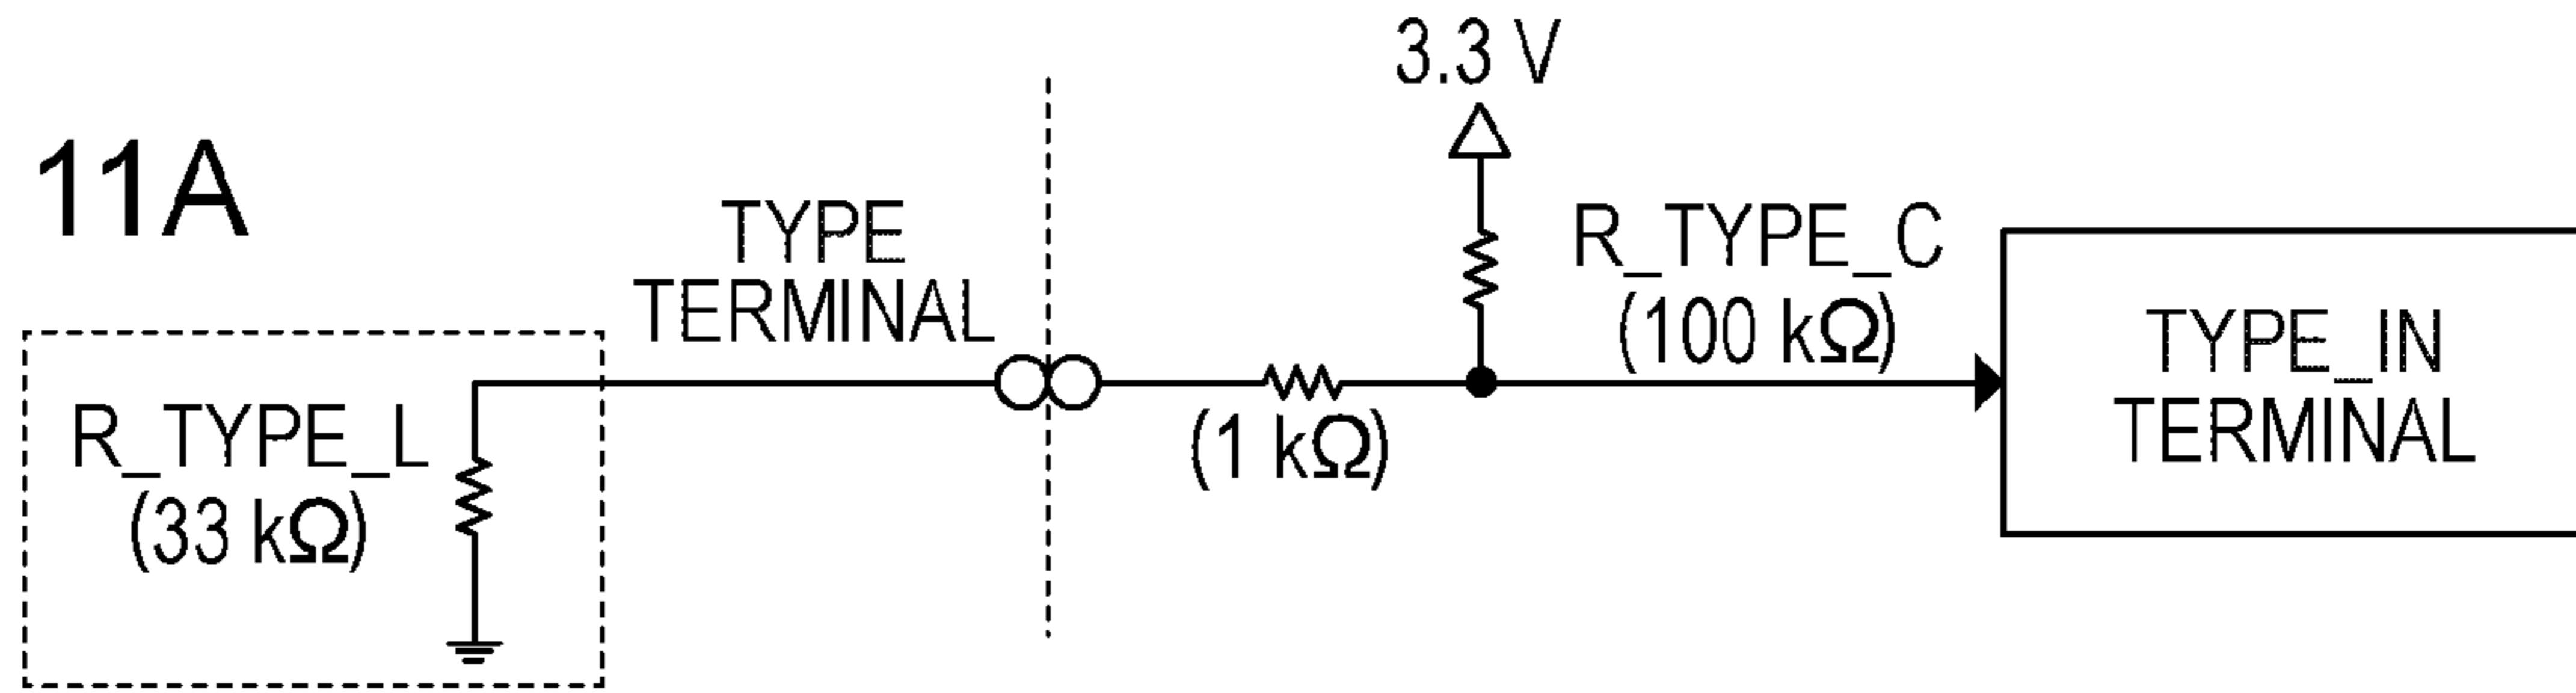 3.3 V
11A
TYPE
TERMINAL
R_TYPE_C
(100 kΩ)
TYPE_IN
TERMINAL
R_TYPE_L
(33 kΩ)
(1 kΩ)